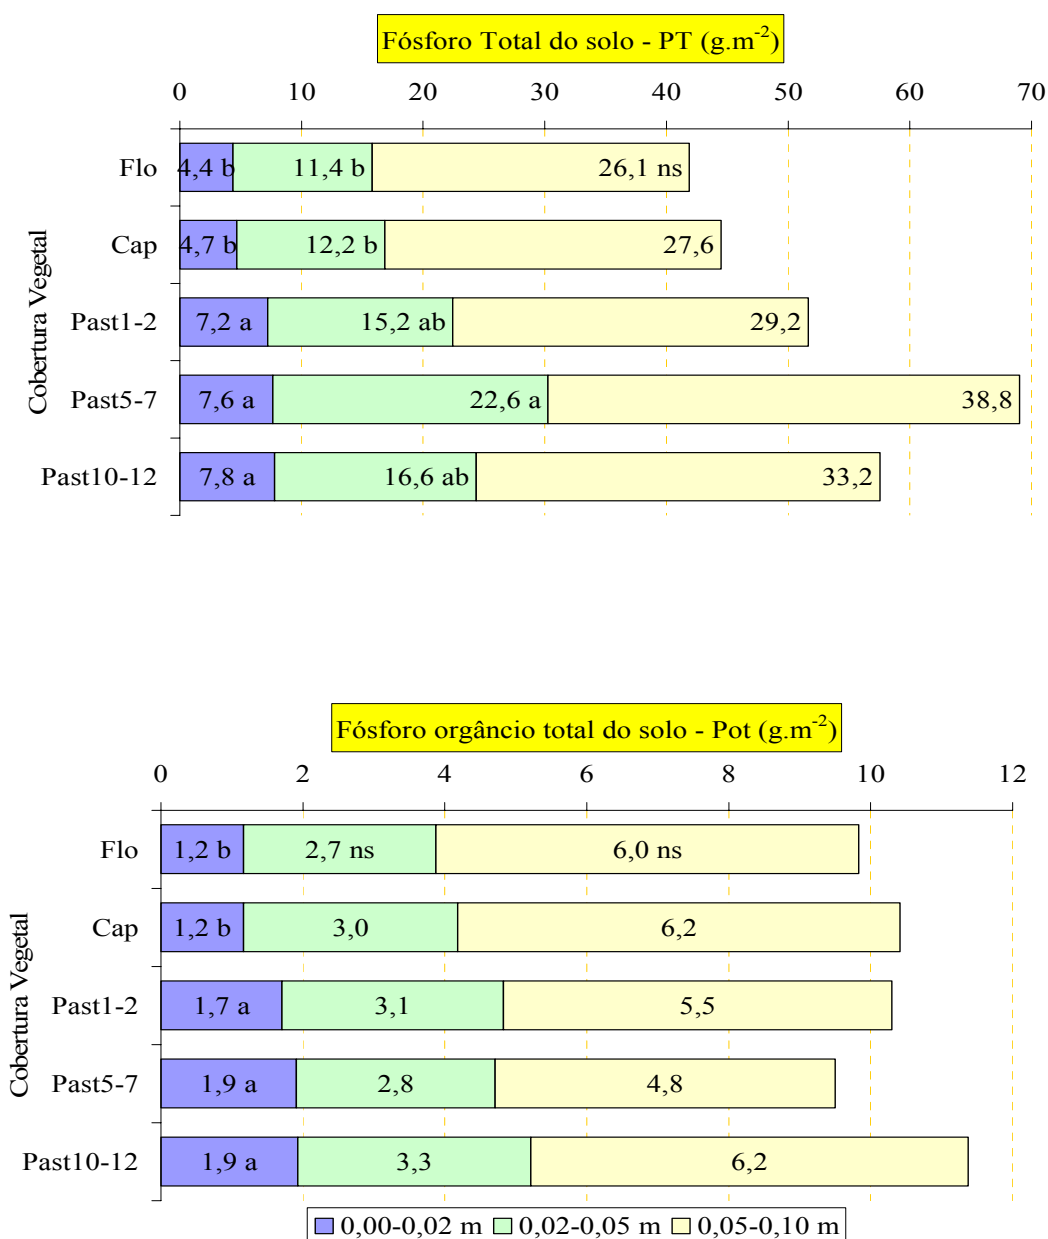 Fósforo Total do solo - PT (g.m-2)
0 10 20 30 40 50 60 70
Cobertura Vegetal
Flo 4,4 b 11,4 b 26,1 ns
Cap 4,7 b 12,2 b 27,6
Past1-2 7,2 a 15,2 ab 29,2
Past5-7 7,6 a 22,6 a 38,8
Past10-12 7,8 a 16,6 ab 33,2
Fósforo orgâncio total do solo - Pot (g.m-2)
0 2 4 6 8 10 12
Cobertura Vegetal
Flo 1,2 b 2,7 ns 6,0 ns
Cap 1,2 b 3,0 6,2
Past1-2 1,7 a 3,1 5,5
Past5-7 1,9 a 2,8 4,8
Past10-12 1,9 a 3,3 6,2
0,00-0,02 m 0,02-0,05 m 0,05-0,10 m